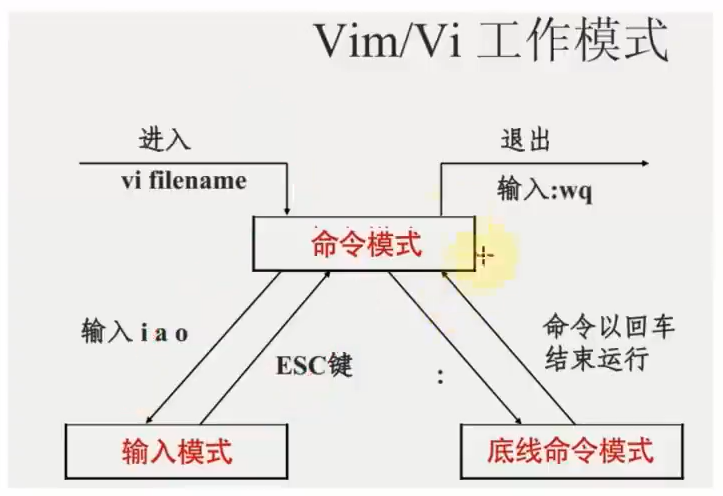 Vim/Vi 工作模式
进入
退出
vi filename
输入:wq
命令模式
输入 i a o
ESC键
:
命令以回车
结束运行
输入模式
底线命令模式